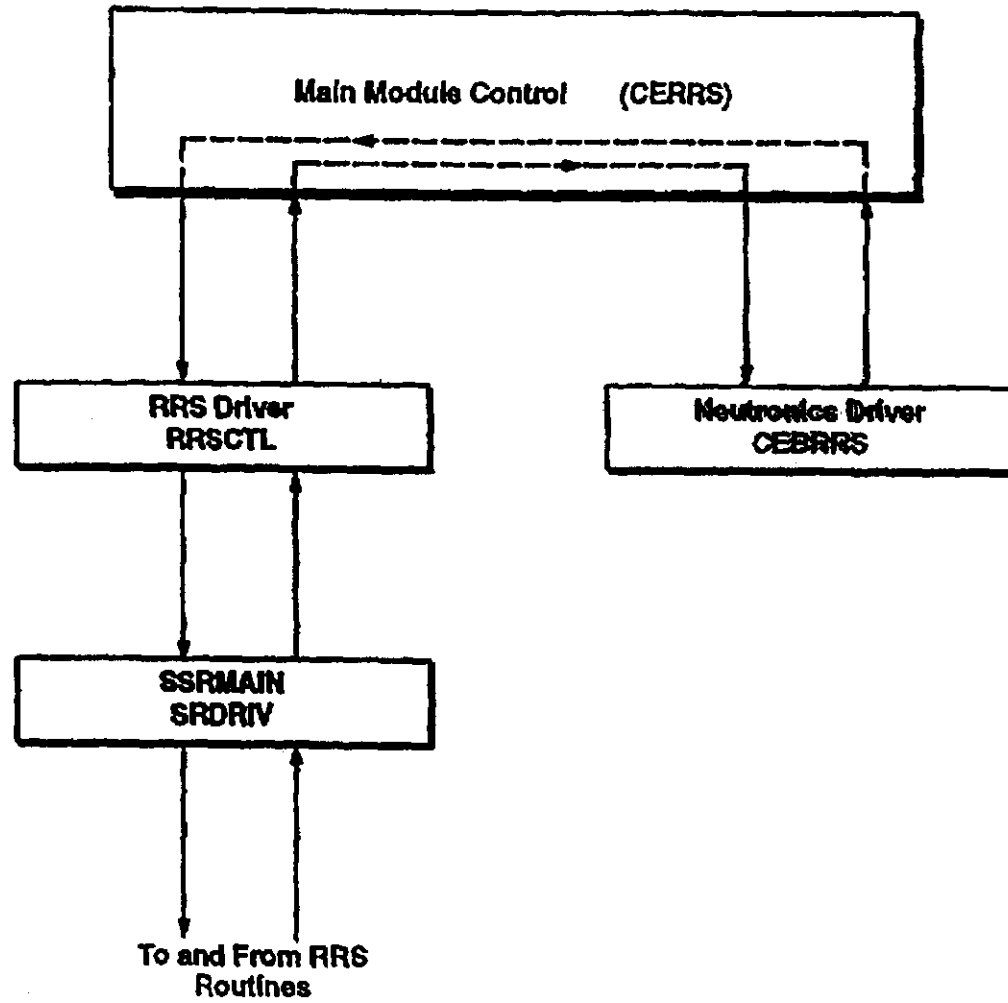 Main Module Control (CERRS)
RRS Driver
RRSCTL
Neutronics Driver
CEBRRS
SSRMAIN
SRDRIV
To and From RRS
Routines